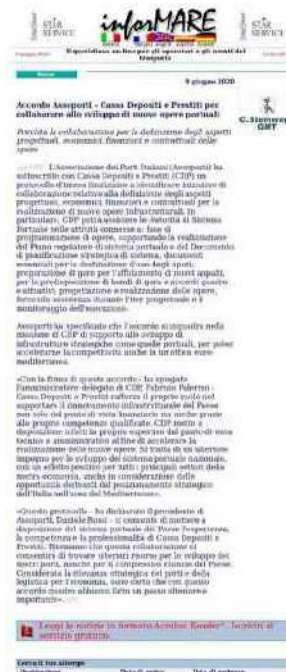 STAR
SERVICE
inforMARE
STAR
SERVICE
Il quotidiano on line per gli operatori e gli utenti del
trasporto
9 giugno 2020
Accordo Assoporti - Cassa Depositi e Prestiti per
collaborare allo sviluppo di nuove opere portuali
G. Steinweg
GMT
Prevista la collaborazione per la definizione degli aspetti
progettuali, economici finanziari e contrattuali delle
opere
L'Associazione dei Porti Italiani (Assoporti) ha
sottoscritto con Cassa Depositi e Prestiti (CDP) un
protocollo d'intesa finalizzato a identificare iniziative di
collaborazione relative alla definizione degli aspetti
progettuali, economici, finanziari e contrattuali per la
realizzazione di nuove opere infrastrutturali. In
particolare, CDP potrà assistere le Autorità di Sistema
Portuale nelle attività connesse a: fase di
programmazione di opere, supportando la realizzazione
del Piano regolatore di sistema portuale e del Documento
di pianificazione strategica di sistema, documenti
essenziali per la destinazione d'uso degli spazi;
preparazione di gare per l'affidamento di nuovi appalti,
per la predisposizione di bandi di gara e accordi quadro
e attuativi; progettazione e realizzazione delle opere,
fornendo assistenza durante l'iter progettuale e il
monitoraggio dell'esecuzione.
Assoporti ha specificato che l'accordo si inquadra nella
missione di CDP di supporto allo sviluppo di
infrastrutture strategiche come quelle portuali, per poter
accelerarne la competitività anche in un'ottica euro-
mediterranea.
«Con la firma di questo accordo - ha spiegato
l'amministratore delegato di CDP, Fabrizio Palermo -
Cassa Depositi e Prestiti rafforza il proprio ruolo nel
supportare il rinnovamento infrastrutturale del Paese
non solo dal punto di vista finanziario ma anche grazie
alle proprie competenze qualificate. CDP mette a
disposizione infatti la propria expertise dal punto di vista
tecnico e amministrativo al fine di accelerare la
realizzazione delle nuove opere. Si tratta di un ulteriore
impegno per lo sviluppo del sistema portuale nazionale,
con un effetto positivo per tutti i principali settori della
nostra economia, anche in considerazione delle
opportunità derivanti dal posizionamento strategico
dell'Italia nell'area del Mediterraneo».
«Questo protocollo - ha dichiarato il presidente di
Assoporti, Daniele Rossi - ci consente di mettere a
disposizione del sistema portuale del Paese l'esperienza,
la competenza e la professionalità di Cassa Depositi e
Prestiti. Riteniamo che questa collaborazione ci
consentirà di trovare ulteriori risorse per lo sviluppo dei
nostri porti, nonché per il complessivo rilancio del Paese.
Considerata la rilevanza strategica dei porti e della
logistica per l'economia, sono certo che con questo
accordo quadro abbiamo fatto un passo ulteriore e
importante».
Leggi le notizie in formato Acrobat Reader®. Iscriviti al
servizio gratuito.
Cerca il tuo albergo